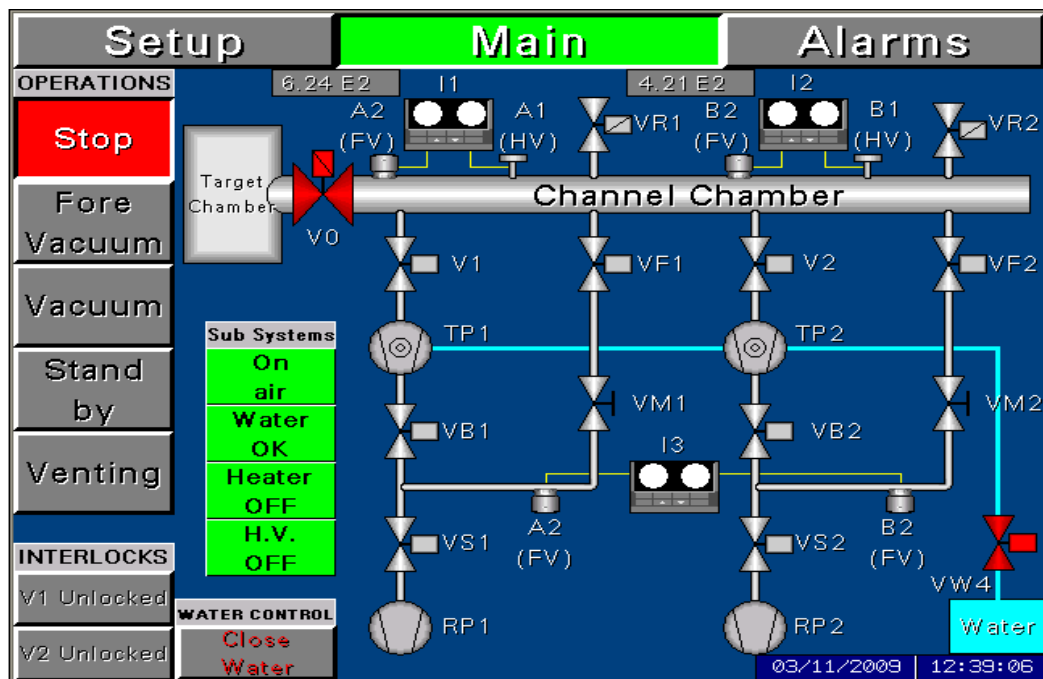 Setup
Main
Alarms
OPERATIONS
Stop
Fore
Vacuum
Vacuum
Stand
by
Venting
INTERLOCKS
V1 Unlocked
V2 Unlocked
6.24 E2
I1
A2
(FV)
A1
(HV)
VR1
4.21 E2
I2
B2
(FV)
B1
(HV)
VR2
Target
Chamber
V0
Channel Chamber
V1
VF1
V2
VF2
TP1
TP2
Sub Systems
On
air
Water
OK
Heater
OFF
H.V.
OFF
VM1
VM2
VB1
VB2
I3
A2
(FV)
B2
(FV)
VS1
VS2
VW4
WATER CONTROL
Close
Water
RP1
RP2
Water
03/11/2009
12:39:06